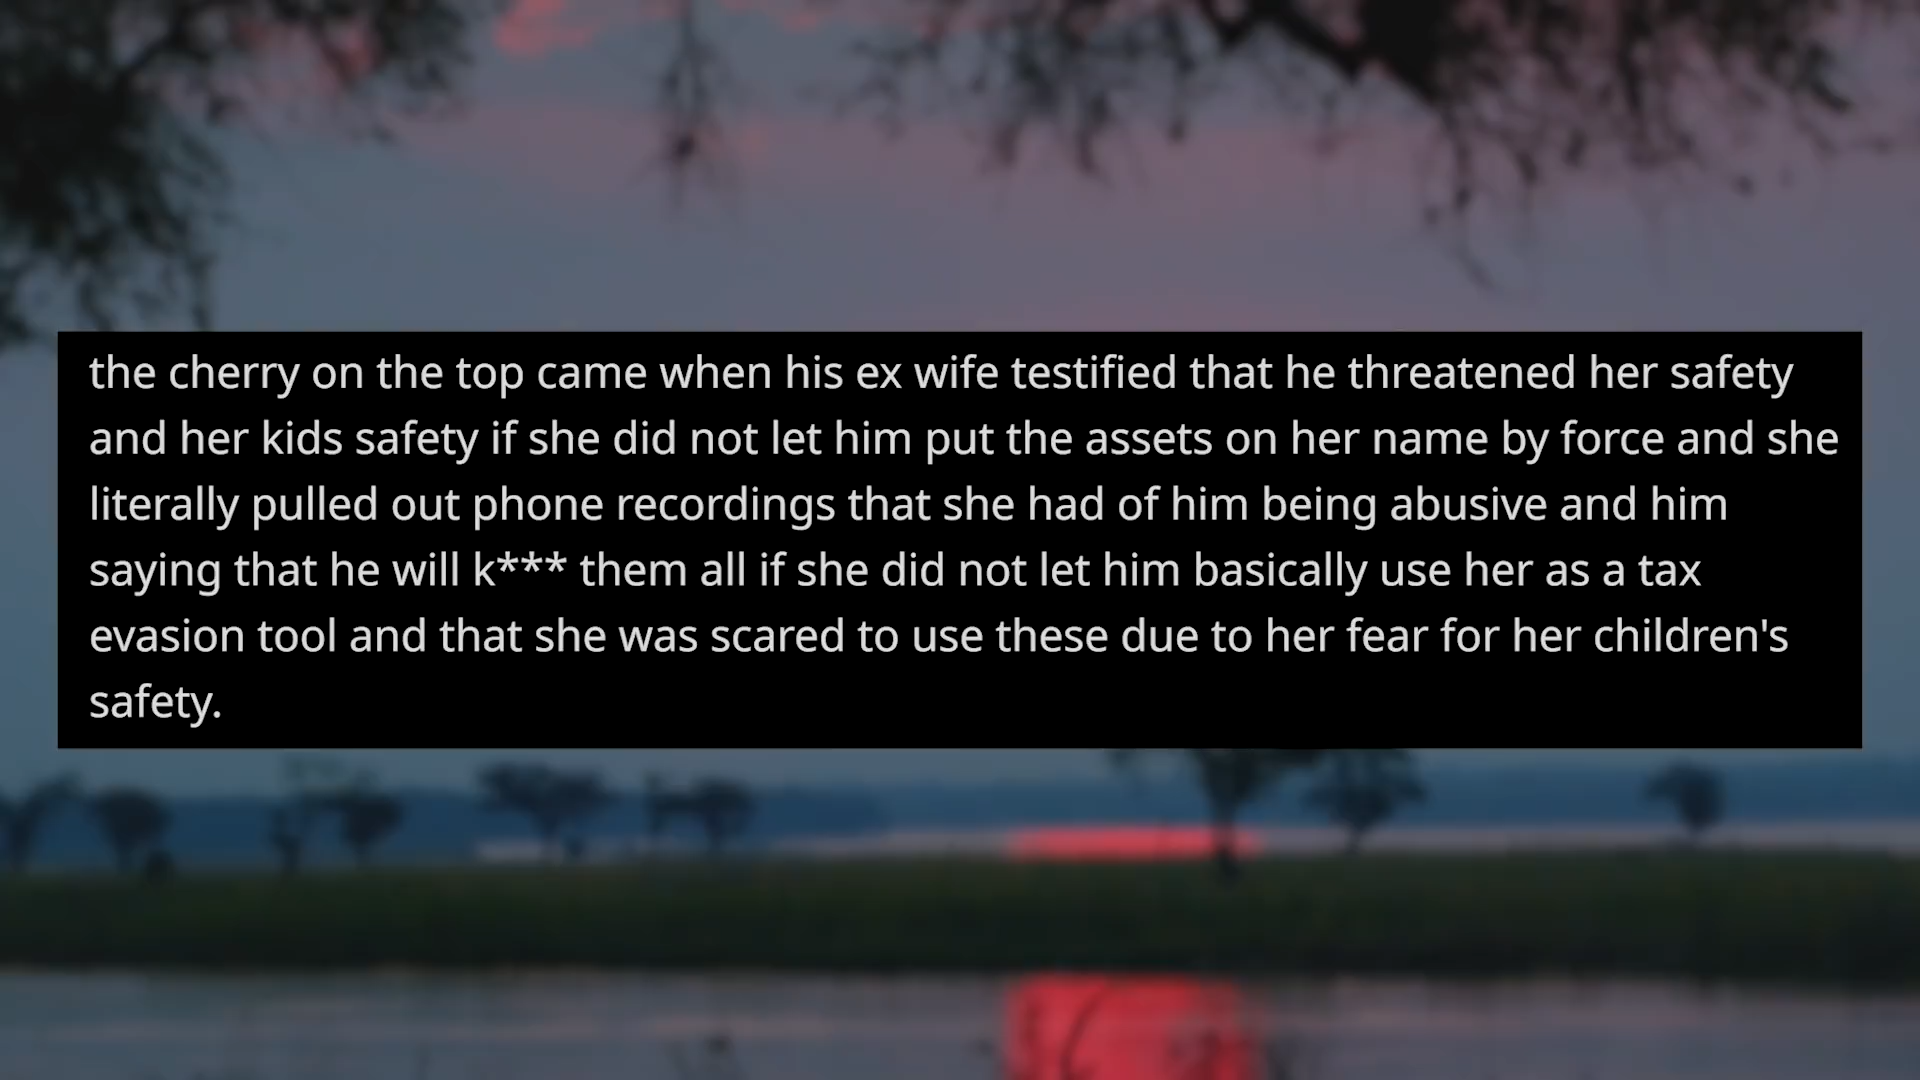 the cherry on the top came when his ex wife testified that he threatened her safety
and her kids safety if she did not let him put the assets on her name by force and she
literally pulled out phone recordings that she had of him being abusive and him
saying that he will k*** them all if she did not let him basically use her as a tax
evasion tool and that she was scared to use these due to her fear for her children's
safety.